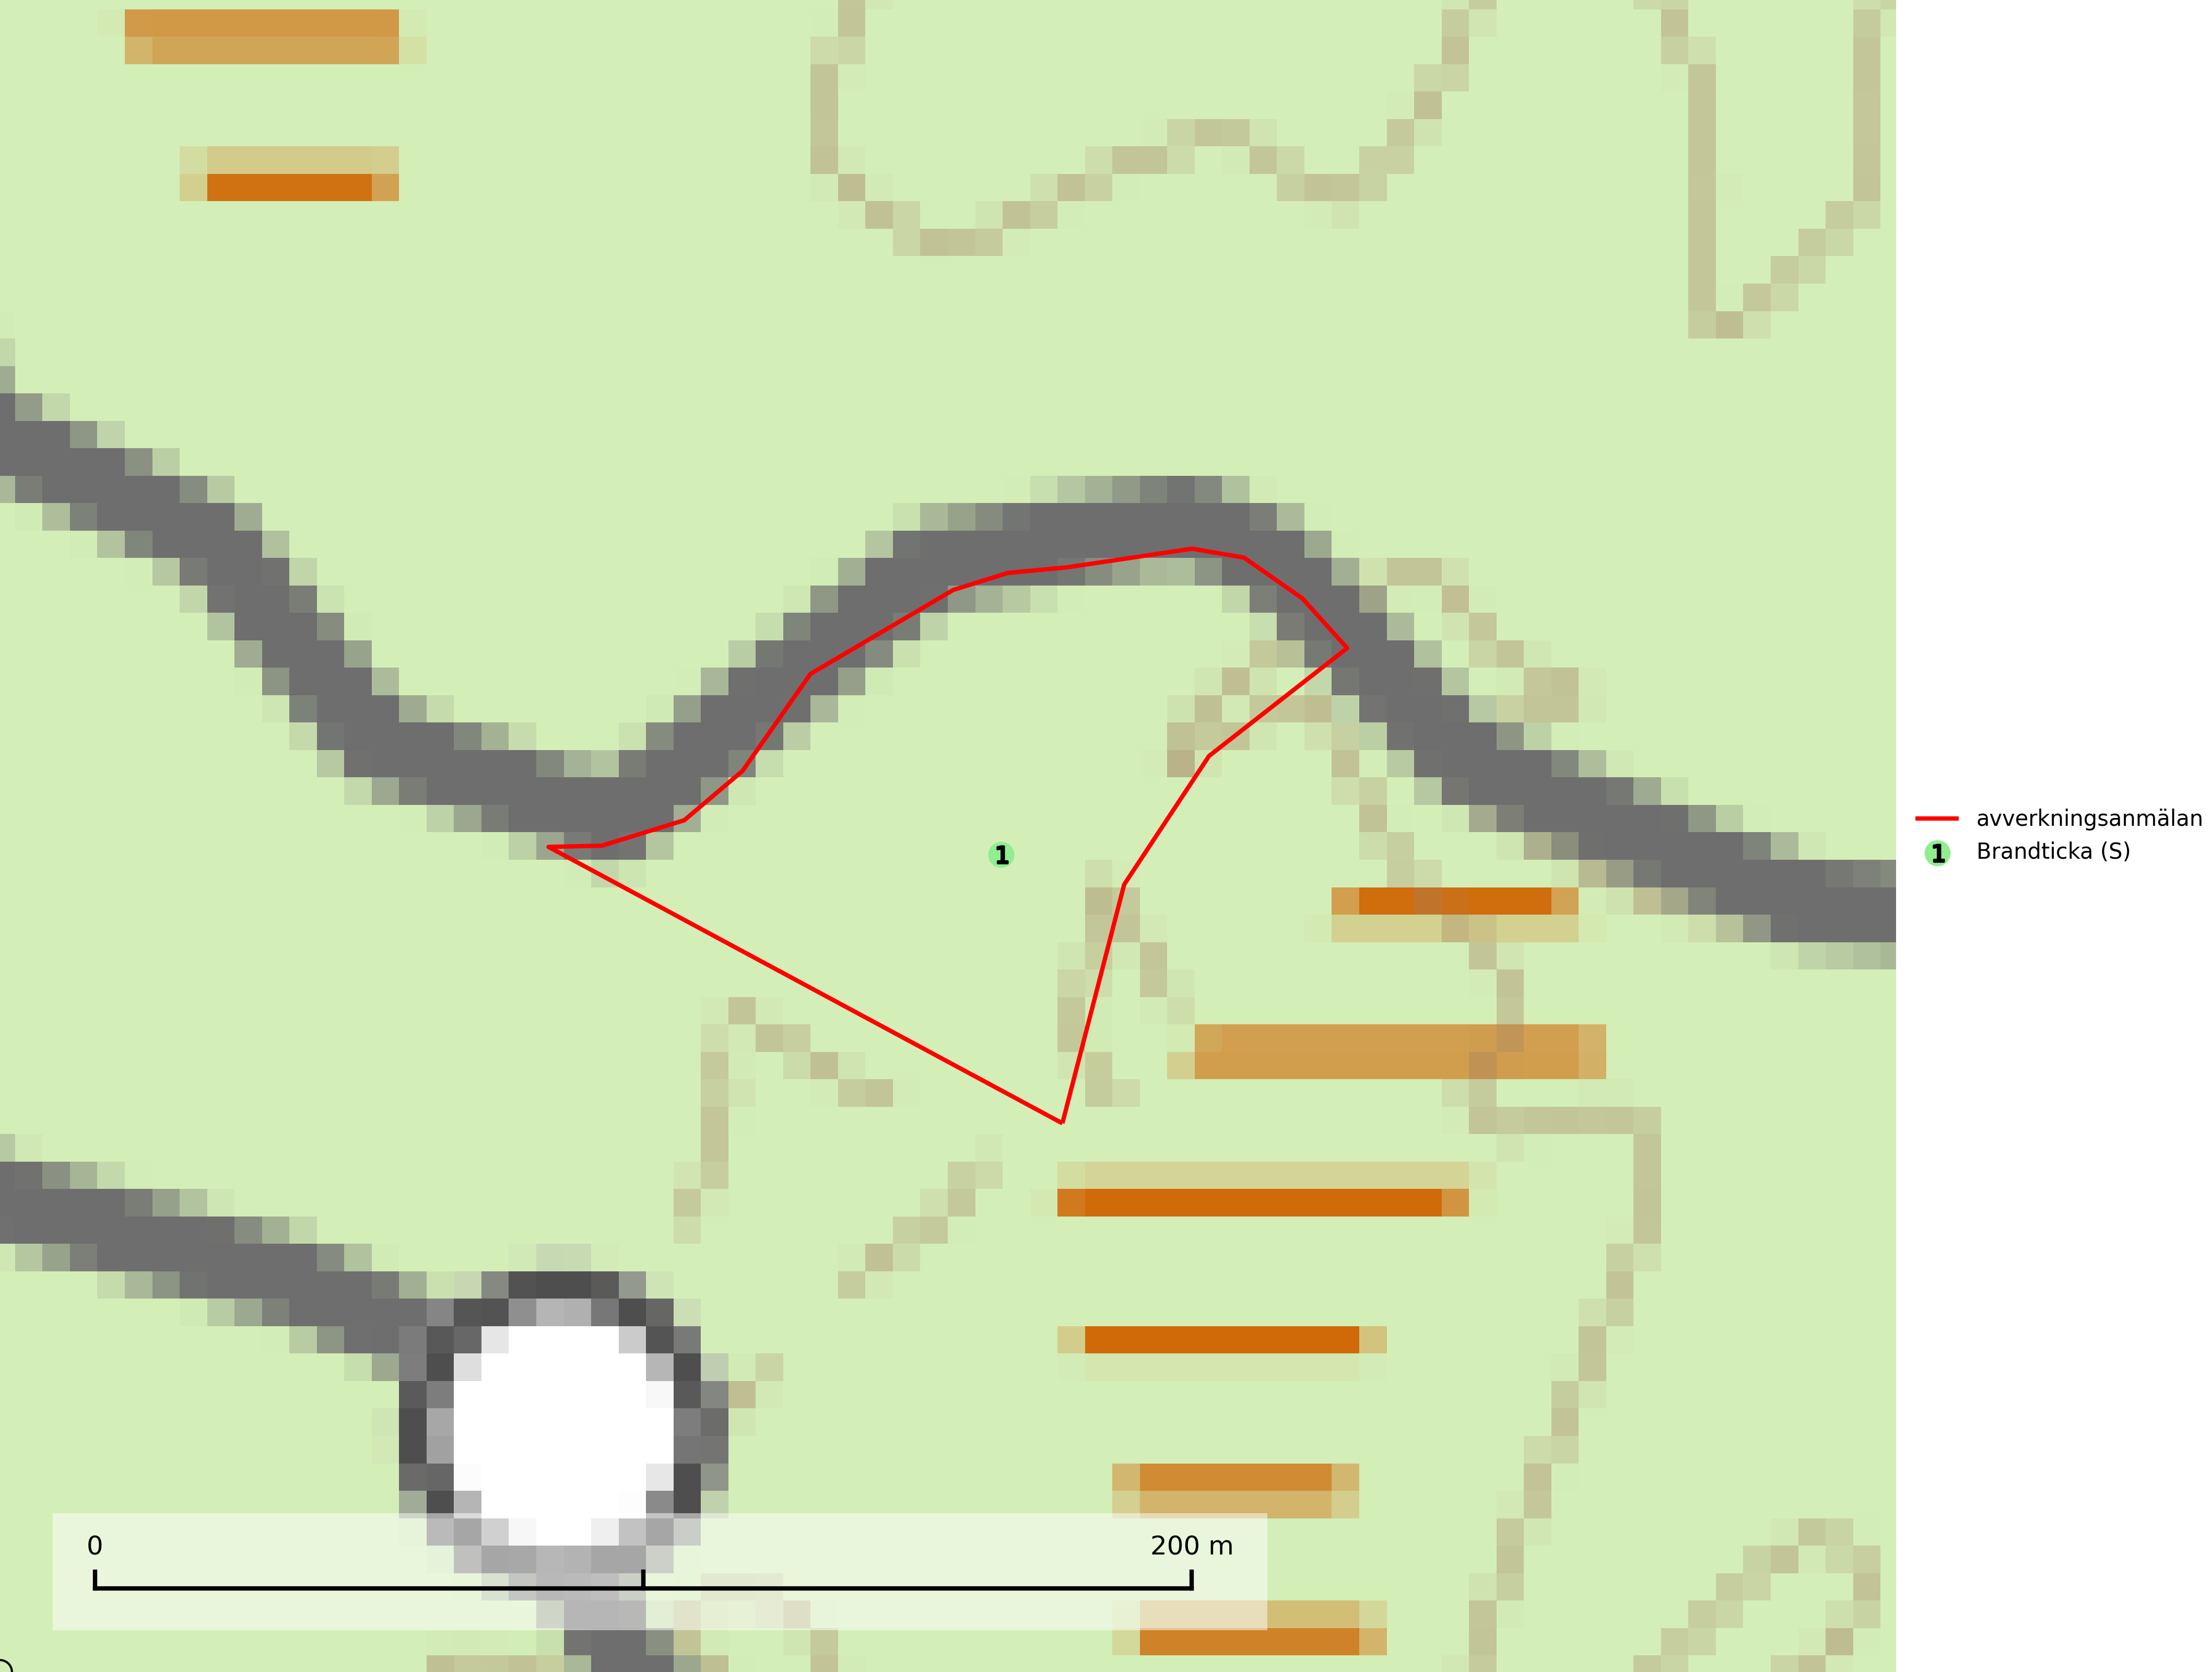 1
avverkningsanmälan
1 Brandticka (S)
0 200 m